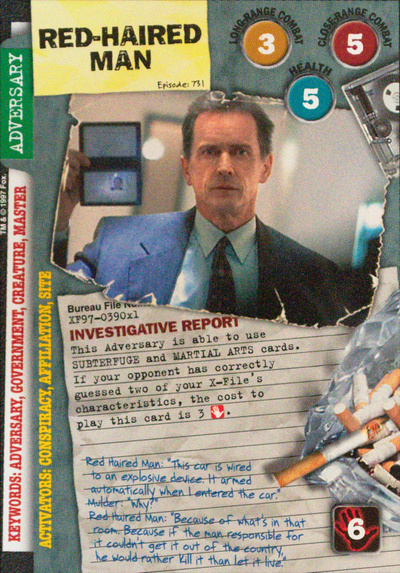 RED-HAIRED
MAN
Episode: 731
LONG-RANGE COMBAT
3
CLOSE-RANGE COMBAT
5
HEALTH
5
ADVERSARY
TM & © 1997 Fox.
KEYWORDS: ADVERSARY, GOVERNMENT, CREATURE, MASTER
ACTIVATORS: CONSPIRACY, AFFILIATION, SITE
Bureau File
XF97-0390x1
INVESTIGATIVE REPORT
This Adversary is able to use
SUBTERFUGE and MARTIAL ARTS cards.
If your opponent has correctly
guessed two of your X-File's
characteristics, the cost to
play this card is 3 .
Red Haired Man: "This car is wired
to an explosive device. It armed
automatically when I entered the car."
Mulder: "Why?"
Red Haired Man: "Because of what's in that
room. Because if the man responsible for
it couldn't get it out of the country,
he would rather kill it than let it live."
6